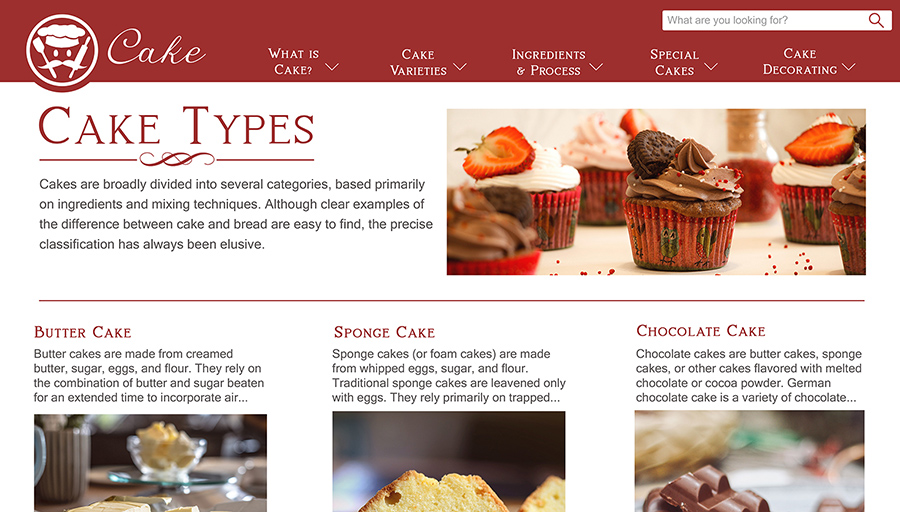 What are you looking for?
Cake
What is
Cake?
Cake
Varieties
Ingredients
& Process
Special
Cakes
Cake
Decorating
Cake Types
Cakes are broadly divided into several categories, based primarily
on ingredients and mixing techniques. Although clear examples of
the difference between cake and bread are easy to find, the precise
classification has always been elusive.
Butter Cake
Butter cakes are made from creamed
butter, sugar, eggs, and flour. They rely on
the combination of butter and sugar beaten
for an extended time to incorporate air...
Sponge Cake
Sponge cakes (or foam cakes) are made
from whipped eggs, sugar, and flour.
Traditional sponge cakes are leavened only
with eggs. They rely primarily on trapped...
Chocolate Cake
Chocolate cakes are butter cakes, sponge
cakes, or other cakes flavored with melted
chocolate or cocoa powder. German
chocolate cake is a variety of chocolate...